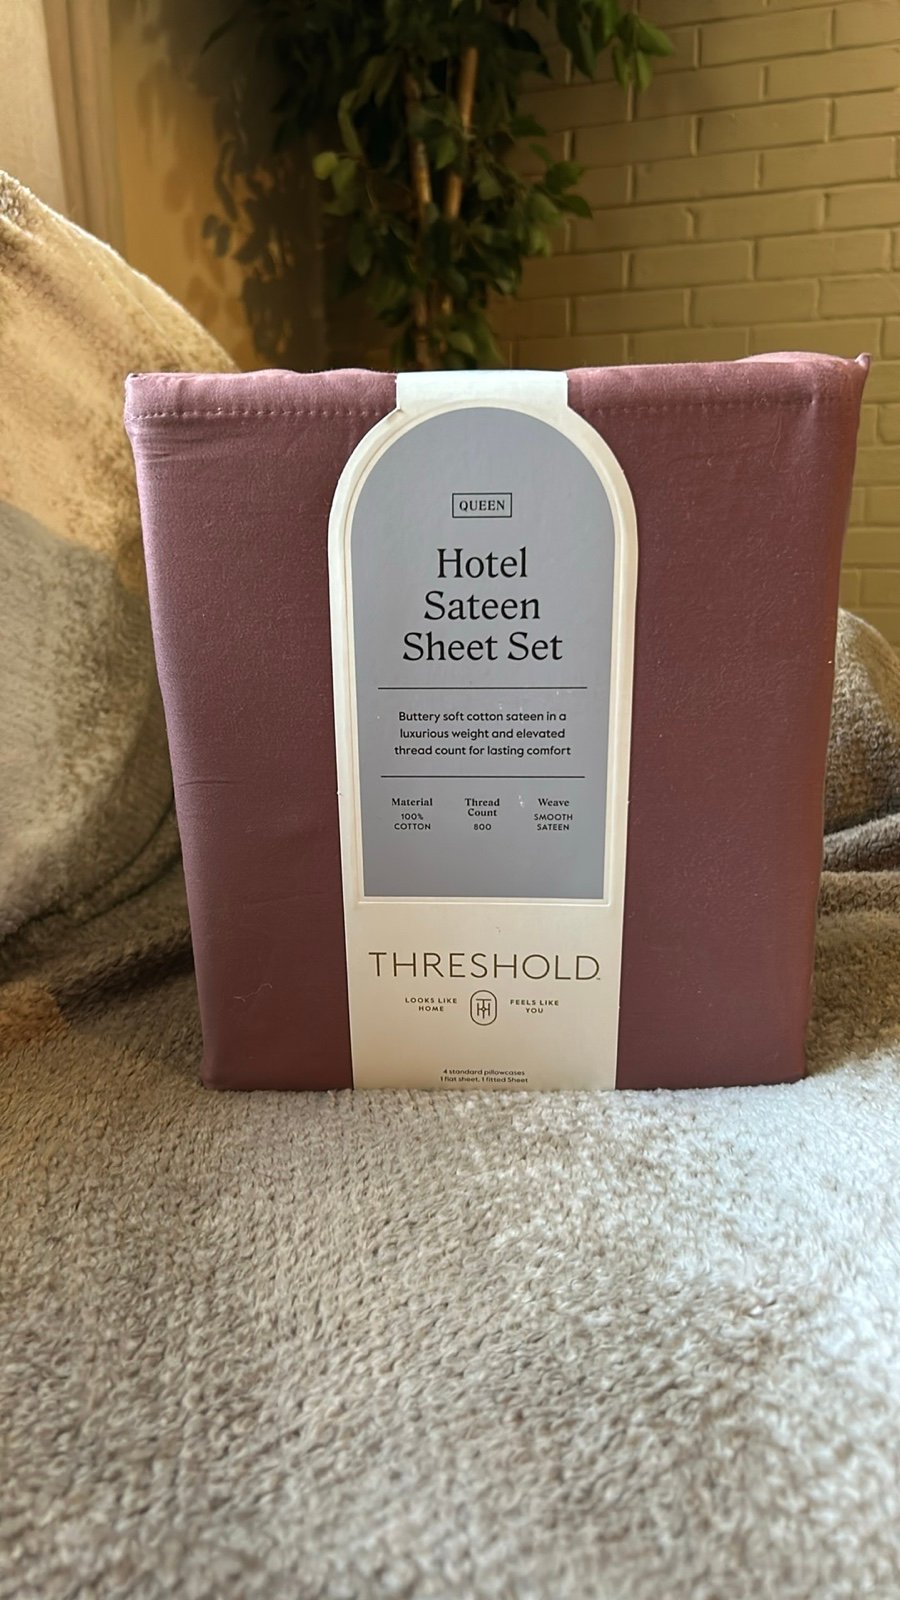 QUEEN
Hotel
Sateen
Sheet Set
Buttery soft cotton sateen in a
luxurious weight and elevated
thread count for lasting comfort
Material
100%
COTTON
Thread
Count
800
Weave
SMOOTH
SATEEN
THRESHOLD™
LOOKS LIKE
HOME
TH
FEELS LIKE
YOU
4 standard pillowcases
1 flat sheet, 1 fitted Sheet